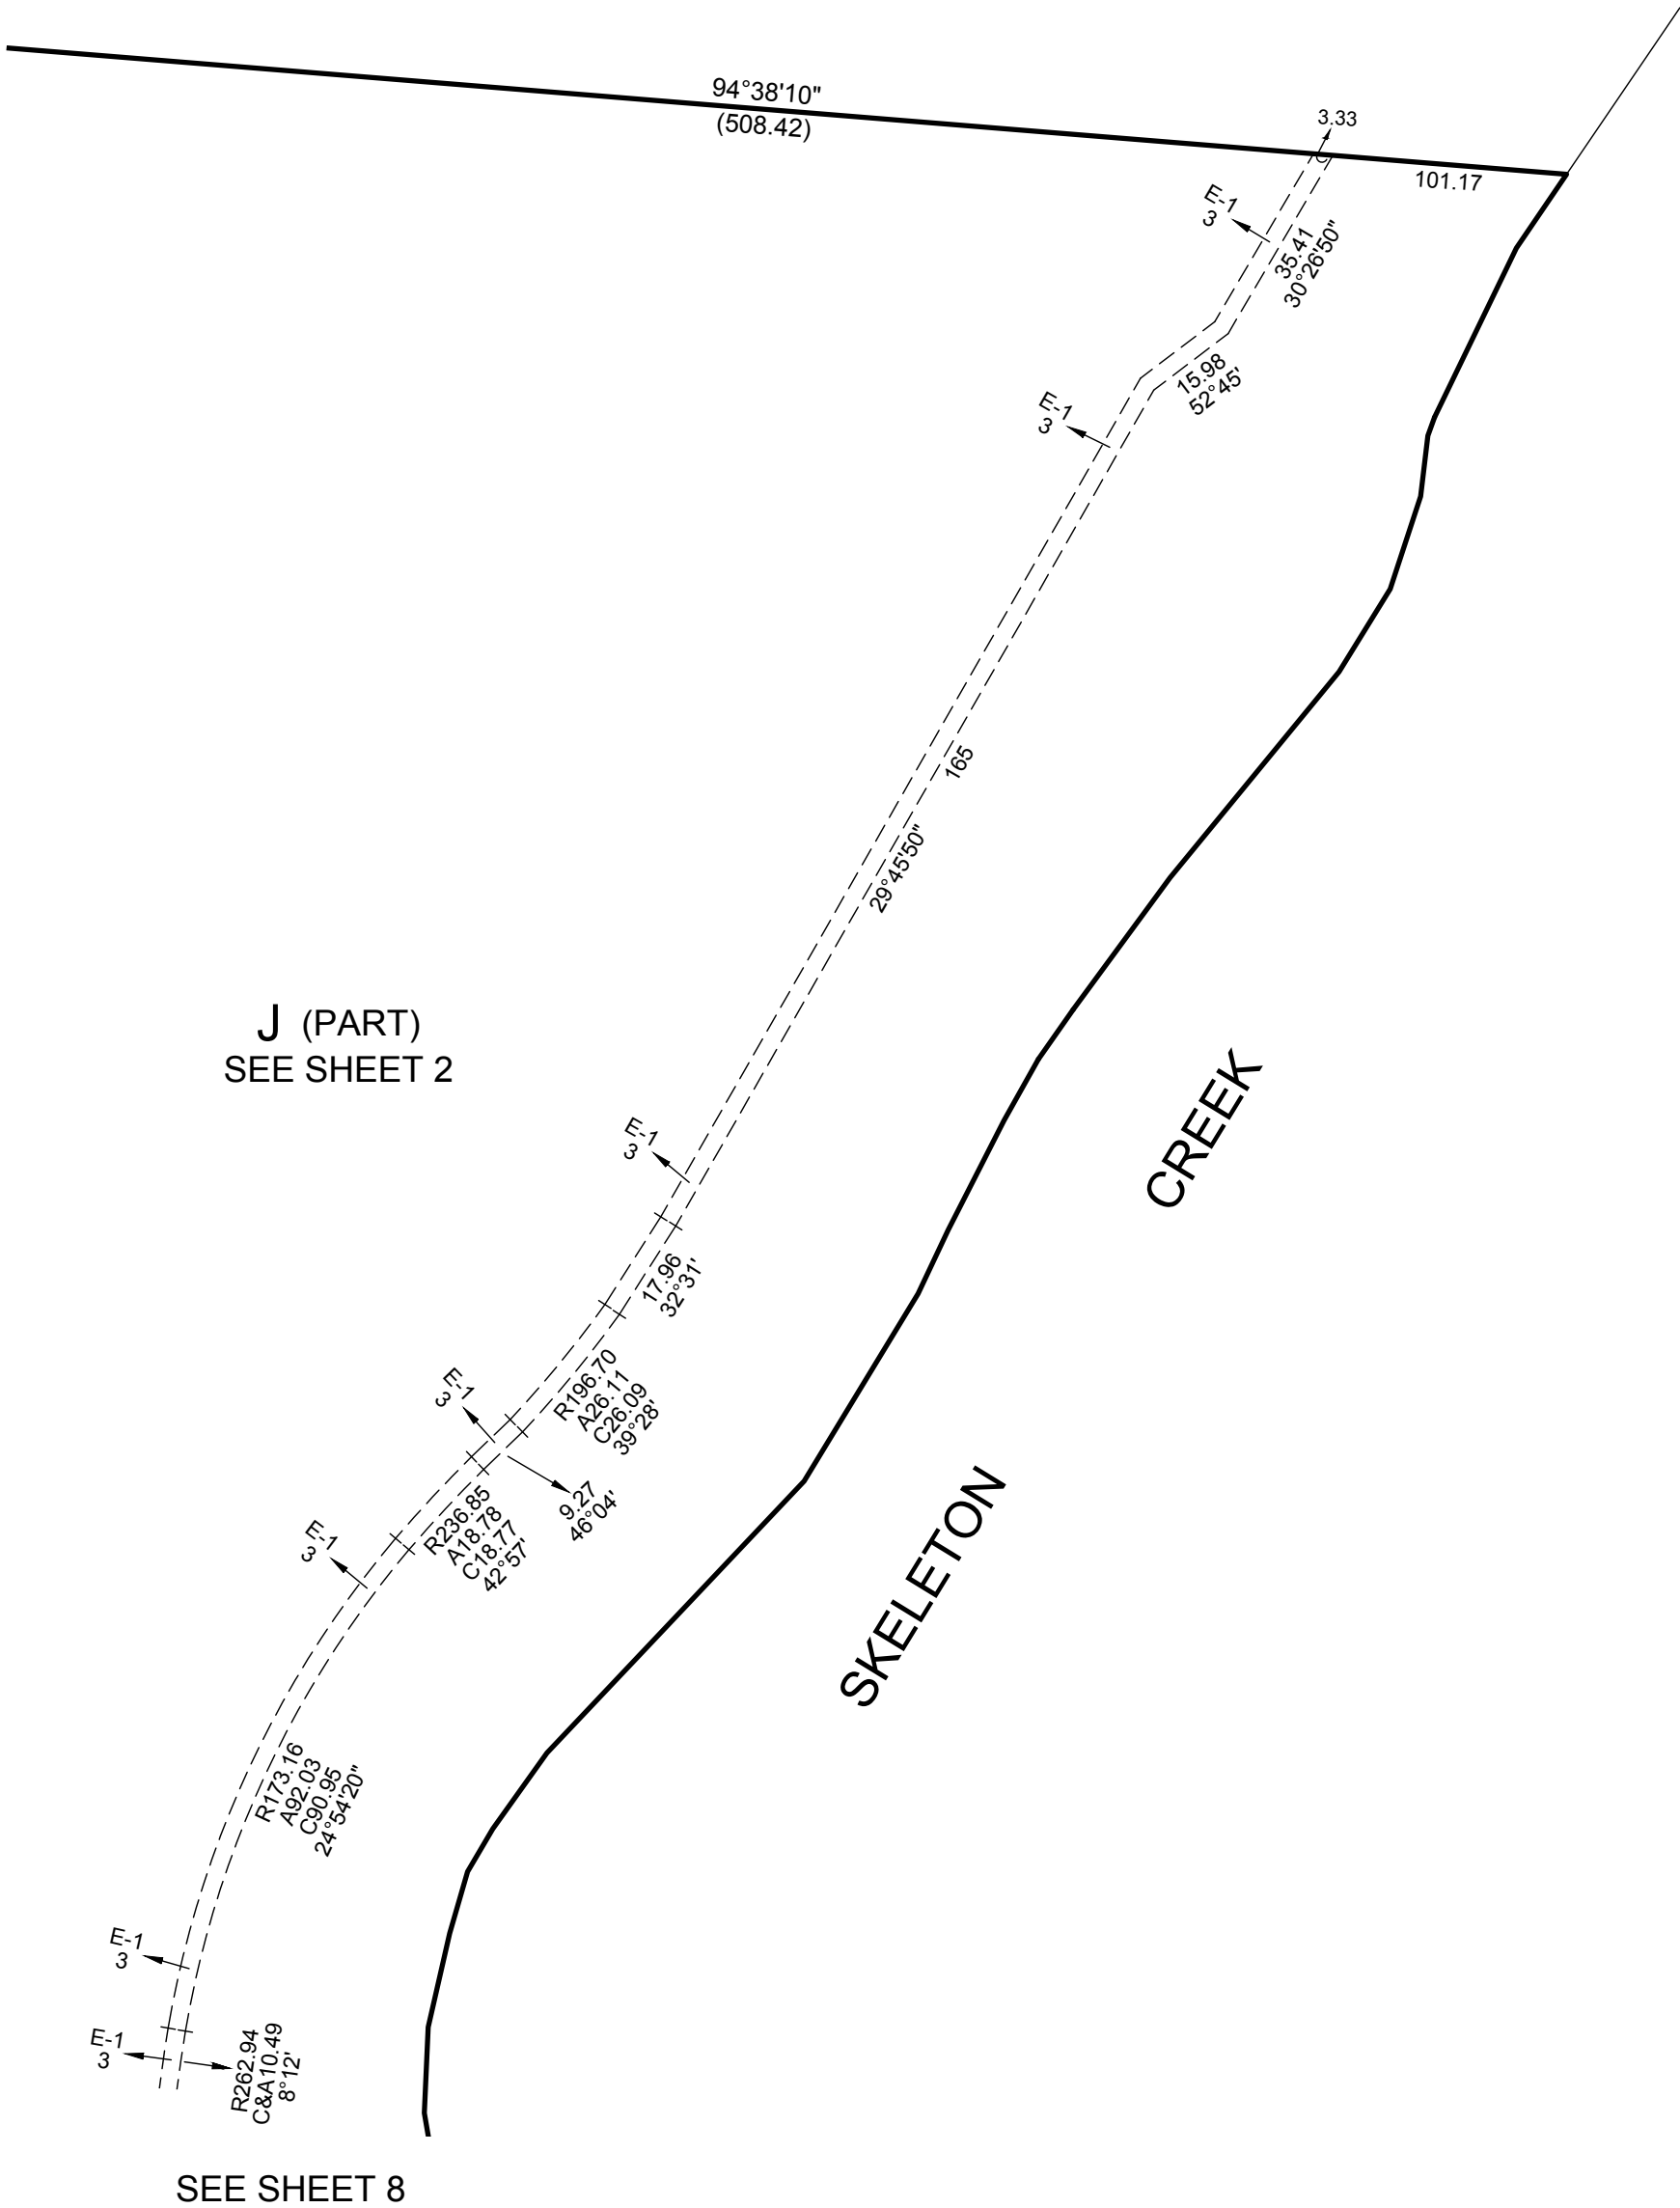 94°38'10"
(508.42)
3.33
101.17
E-1
3
35.41
30°26'50"
15.98
52°45'
E-1
3
165
29°45'50"
J (PART)
SEE SHEET 2
CREEK
E-1
3
17.96
32°31'
R196.70
A26.11
C26.09
39°28'
E-1
3
9.27
46°04'
R236.85
A18.78
C18.77
42°57'
E-1
3
SKELETON
R173.16
A92.03
C90.95
24°54'20"
E-1
3
E-1
3
R262.94
C&A10.49
8°12'
SEE SHEET 8